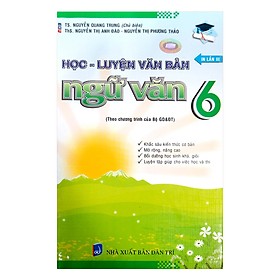 TS. NGUYỄN QUANG TRUNG (Chủ biên)
ThS. NGUYỄN THỊ ANH ĐÀO - NGUYỄN THỊ PHƯƠNG THẢO
IN LẦN III
HỌC - LUYỆN VĂN BẢN
ngữ văn 6
(Theo chương trình của Bộ GD&ĐT)
Khắc sâu kiến thức cơ bản
Mở rộng, nâng cao
Bồi dưỡng học sinh khá, giỏi
Luyện tập giúp cho việc học và thi
NHÀ XUẤT BẢN DÂN TRÍ